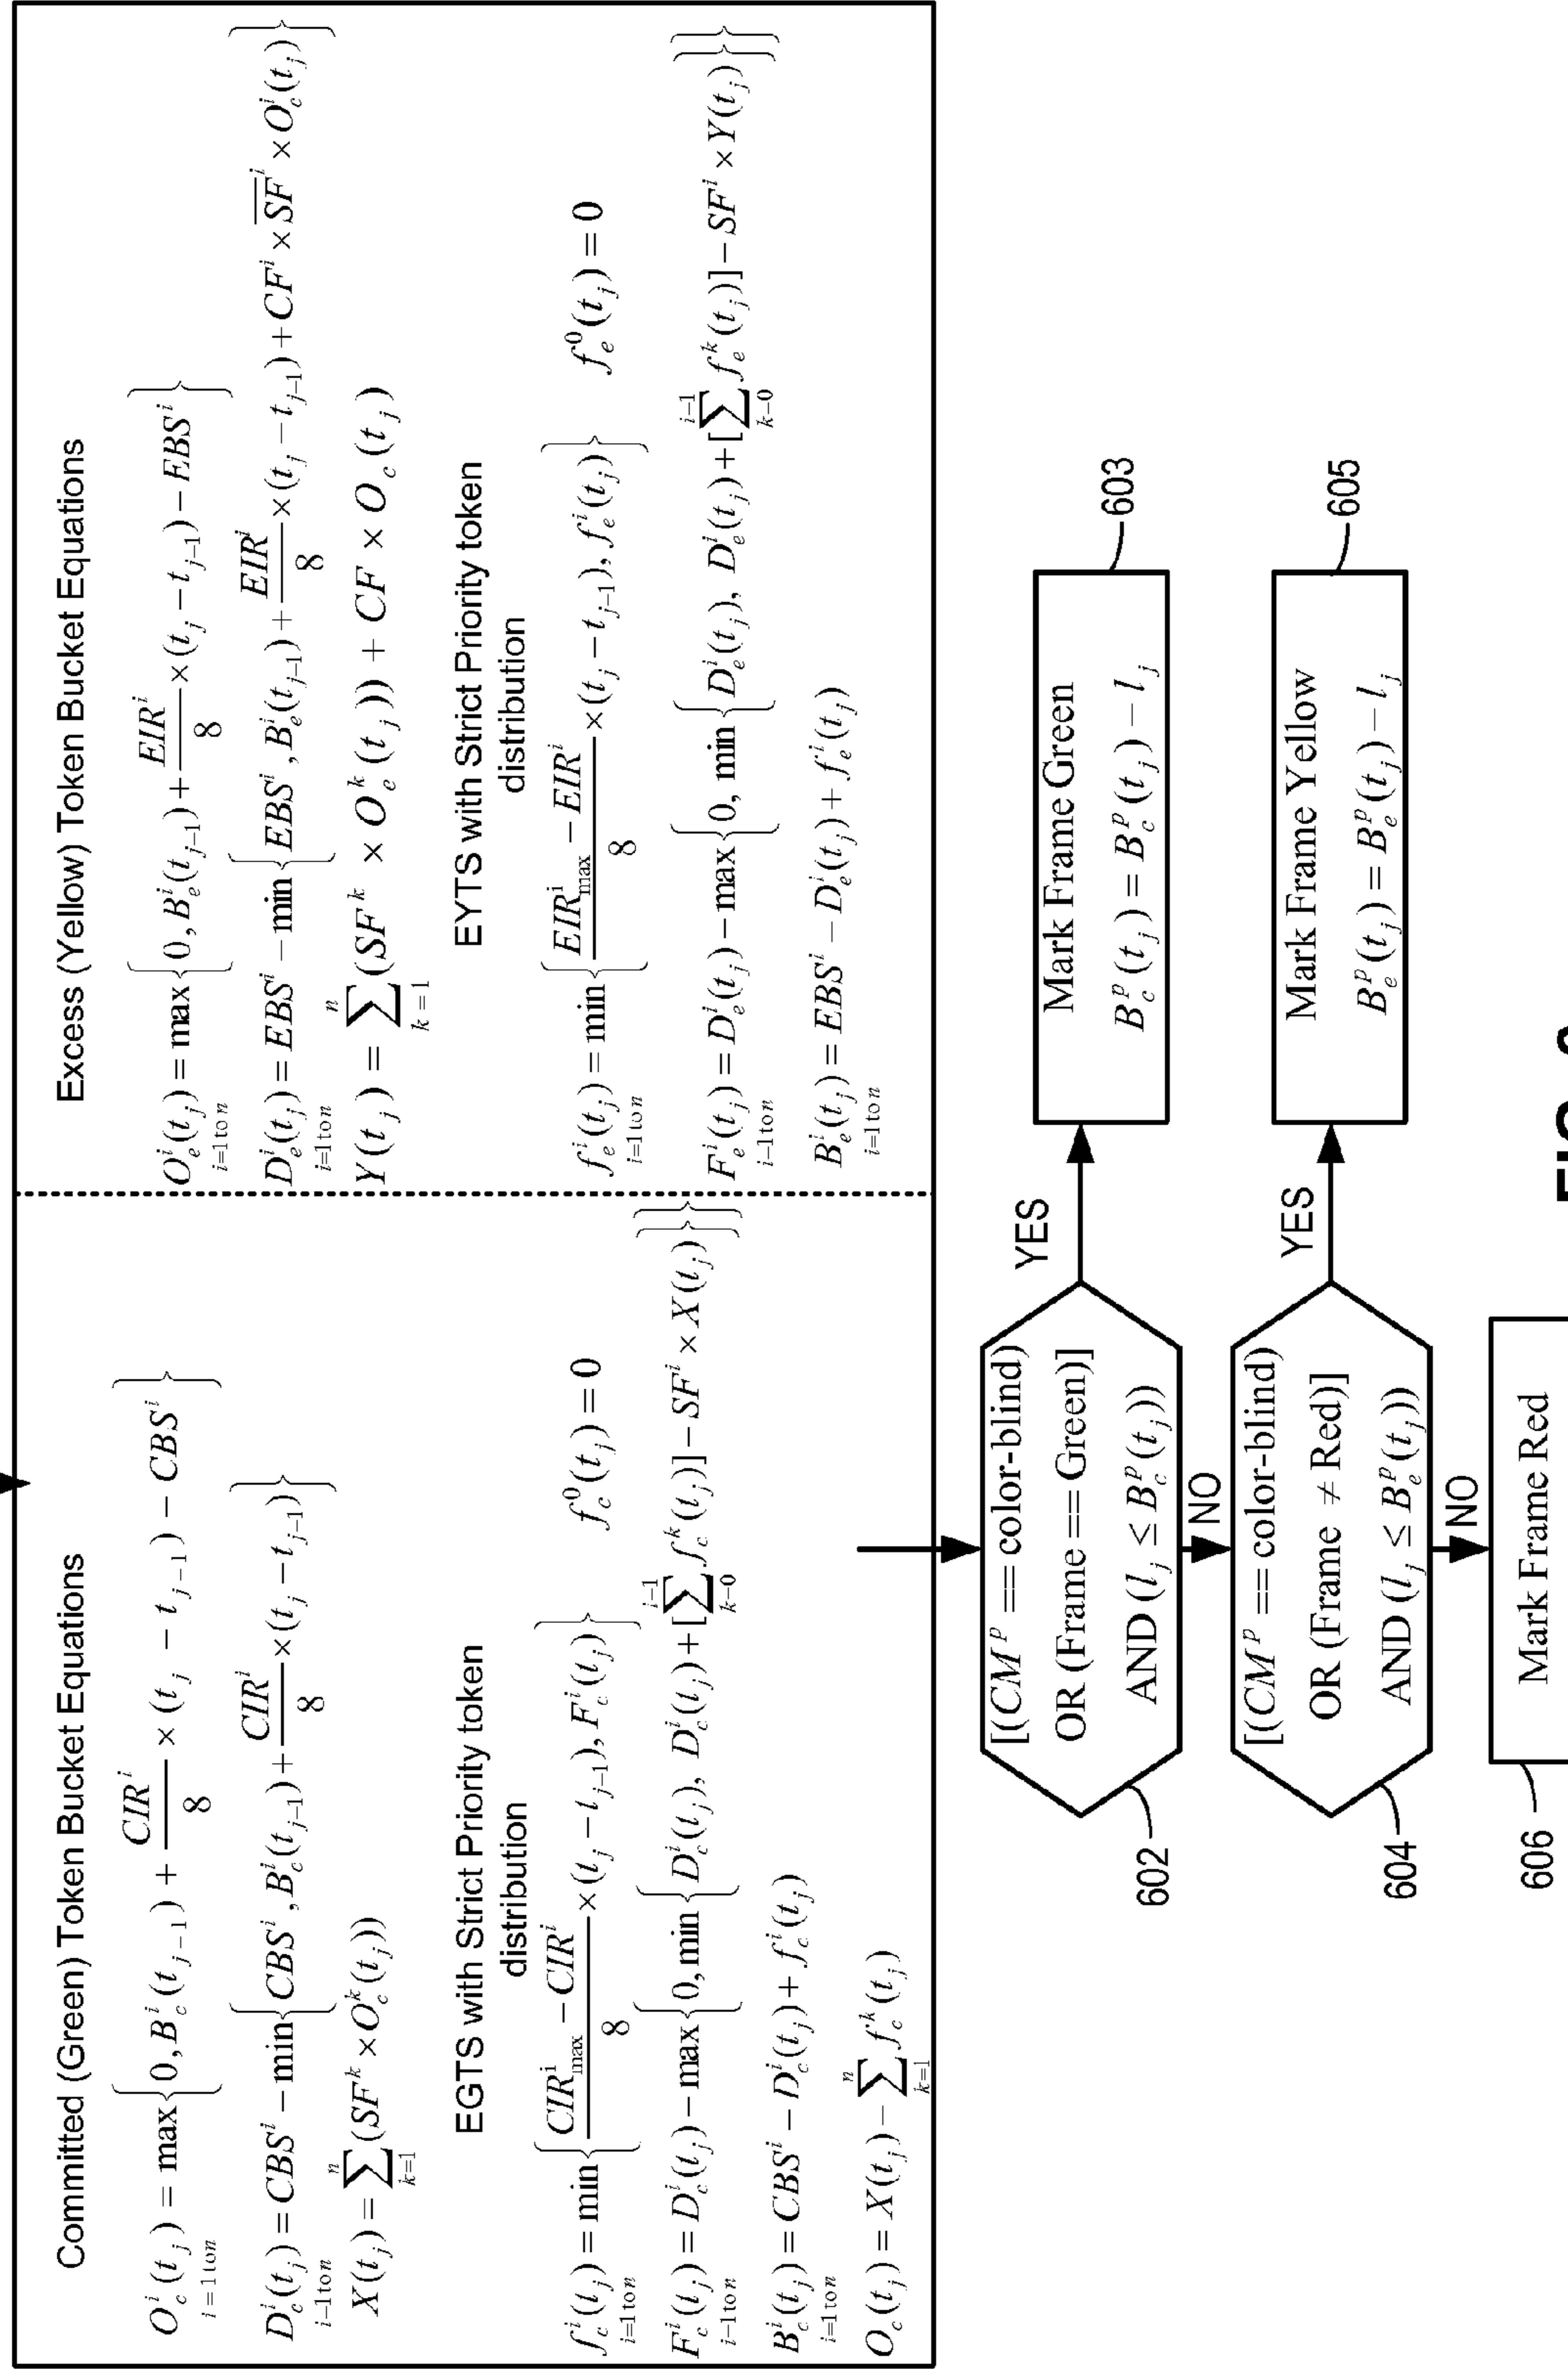 Committed (Green) Token Bucket Equations
O_c^i(t_j) = max { 0, B_c^i(t_{j-1}) + CIR^i/8 × (t_j − t_{j-1}) − CBS^i }
i=1 to n
D_c^i(t_j) = CBS^i − min { CBS^i, B_c^i(t_{j-1}) + CIR^i/8 × (t_j − t_{j-1}) }
i−1 to n
X(t_j) = ∑_{k=1}^{n} (SF^k × O_c^k(t_j))
EGTS with Strict Priority token
distribution
f_c^i(t_j) = min { (CIR_max^i − CIR^i)/8 × (t_j − t_{j-1}), F_c^i(t_j) } f_c^0(t_j) = 0
i=1 to n
F_c^i(t_j) = D_c^i(t_j) − max { 0, min { D_c^i(t_j), D_c^i(t_j) + [∑_{k−0}^{i−1} f_c^k(t_j)] − SF^i × X(t_j) } }
i−1 to n
B_c^i(t_j) = CBS^i − D_c^i(t_j) + f_c^i(t_j)
i=1 to n
O_c(t_j) = X(t_j) − ∑_{k=1}^{n} f_c^k(t_j)
Excess (Yellow) Token Bucket Equations
O_e^i(t_j) = max { 0, B_e^i(t_{j-1}) + EIR^i/8 × (t_j − t_{j-1}) − EBS^i }
i=1 to n
D_e^i(t_j) = EBS^i − min { EBS^i, B_e^i(t_{j-1}) + EIR^i/8 × (t_j − t_{j-1}) + CF^i × \overline{SF}^i × O_c^i(t_j) }
i=1 to n
Y(t_j) = ∑_{k=1}^{n} (SF^k × O_e^k(t_j))) + CF × O_c(t_j)
EYTS with Strict Priority token
distribution
f_e^i(t_j) = min { (EIR_max^i − EIR^i)/8 × (t_j − t_{j-1}), f_e^i(t_j) } f_e^0(t_j) = 0
i=1 to n
F_e^i(t_j) = D_e^i(t_j) − max { 0, min { D_e^i(t_j), D_e^i(t_j) + [∑_{k−0}^{i−1} f_e^k(t_j)] − SF^i × Y(t_j) } }
i−1 to n
B_e^i(t_j) = EBS^i − D_e^i(t_j) + f_e^i(t_j)
i=1 to n
[(CM^p == color-blind)
OR (Frame == Green)]
AND (l_j ≤ B_c^p(t_j)))
602
YES
Mark Frame Green
B_c^p(t_j) = B_c^p(t_j) − l_j
603
NO
[(CM^p == color-blind)
OR (Frame ≠ Red)]
AND (l_j ≤ B_e^p(t_j)))
604
YES
Mark Frame Yellow
B_e^p(t_j) = B_e^p(t_j) − l_j
605
NO
Mark Frame Red
606